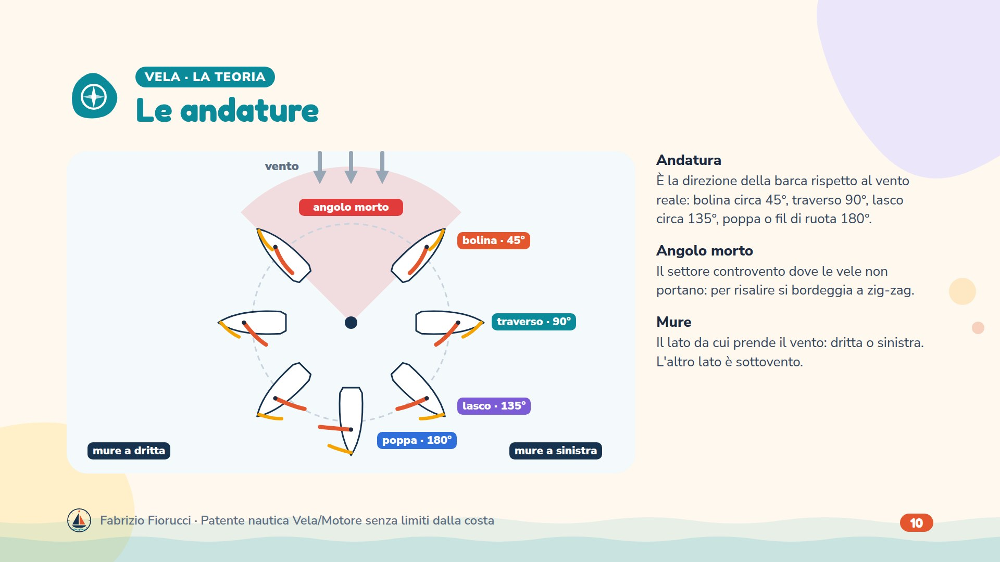 VELA · LA TEORIA
Le andature
vento
angolo morto
bolina · 45°
traverso · 90°
lasco · 135°
poppa · 180°
mure a dritta
mure a sinistra
Andatura
È la direzione della barca rispetto al vento
reale: bolina circa 45°, traverso 90°, lasco
circa 135°, poppa o fil di ruota 180°.
Angolo morto
Il settore controvento dove le vele non
portano: per risalire si bordeggia a zig-zag.
Mure
Il lato da cui prende il vento: dritta o sinistra.
L'altro lato è sottovento.
Fabrizio Fiorucci · Patente nautica Vela/Motore senza limiti dalla costa
10